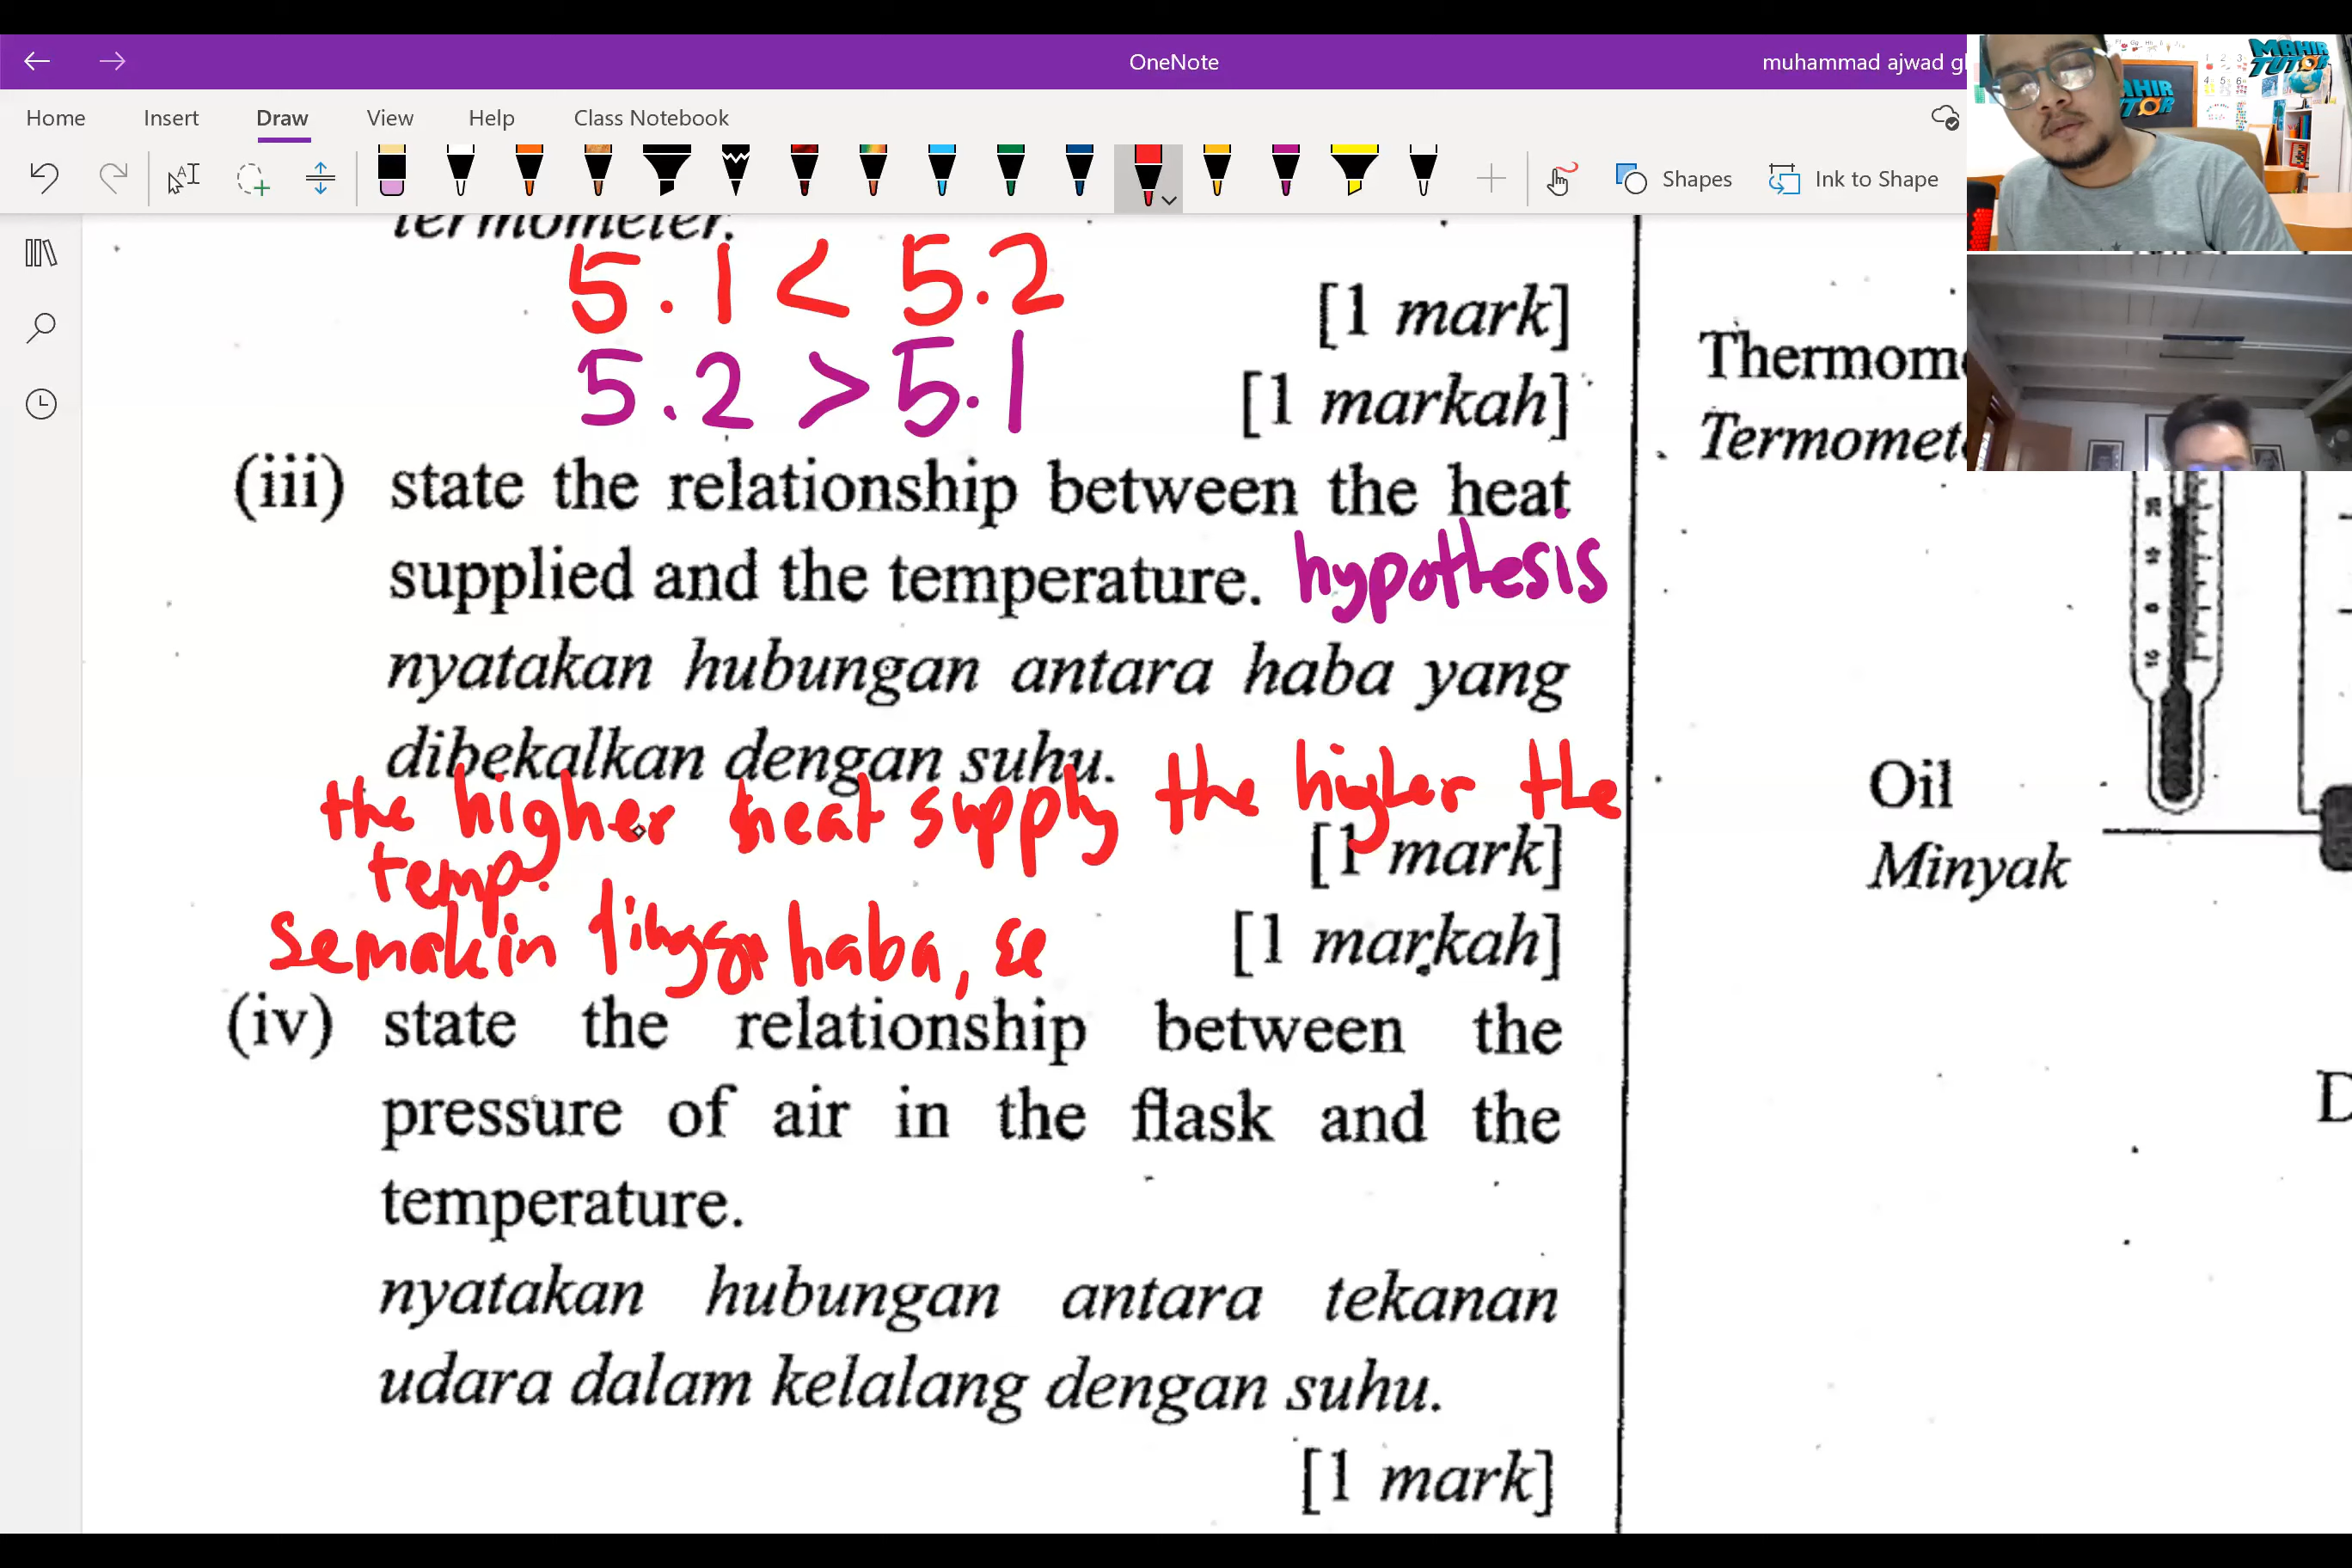 OneNote
muhammad ajwad gh
Home Insert Draw View Help Class Notebook
Shapes Ink to Shape
MAHIR TUTOR
termometer.
5.1 < 5.2
[1 mark]
5.2 > 5.1
[1 markah]
(iii) state the relationship between the heat
supplied and the temperature. hypothesis
nyatakan hubungan antara haba yang
dibekalkan dengan suhu.
the higher heat supply the higher the
[1 mark]
temp.
semakin tinggi haba, se
[1 markah]
(iv) state the relationship between the
pressure of air in the flask and the
temperature.
nyatakan hubungan antara tekanan
udara dalam kelalang dengan suhu.
[1 mark]
Thermom
Termomet
Oil
Minyak
D